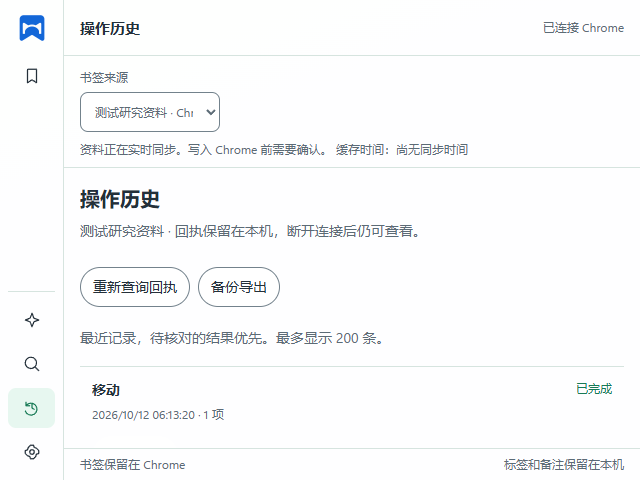 操作历史
已连接 Chrome
书签来源
测试研究资料 · Chr
资料正在实时同步。写入 Chrome 前需要确认。 缓存时间：尚无同步时间
操作历史
测试研究资料 · 回执保留在本机，断开连接后仍可查看。
重新查询回执
备份导出
最近记录，待核对的结果优先。最多显示 200 条。
移动
已完成
2026/10/12 06:13:20 · 1 项
书签保留在 Chrome
标签和备注保留在本机